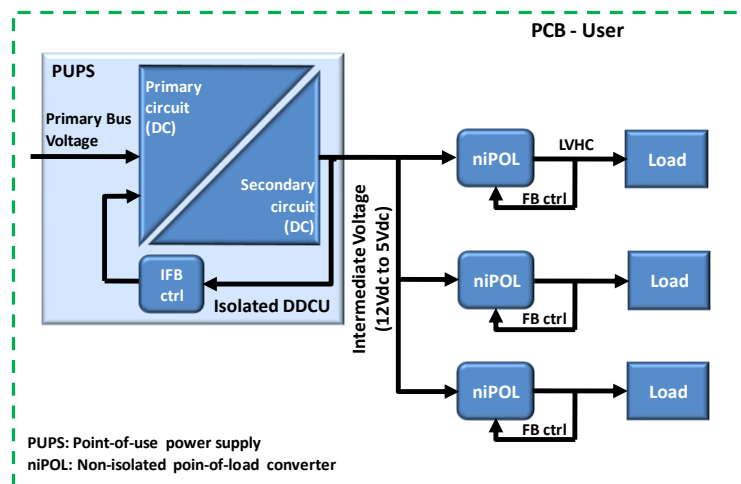 PCB - User
PUPS
Primary
circuit
(DC)
Primary Bus
Voltage
Secondary
circuit
(DC)
IFB
ctrl
Isolated DDCU
Intermediate Voltage
(12Vdc to 5Vdc)
niPOL
LVHC
Load
FB ctrl
niPOL
Load
FB ctrl
niPOL
Load
FB ctrl
PUPS: Point-of-use power supply
niPOL: Non-isolated poin-of-load converter